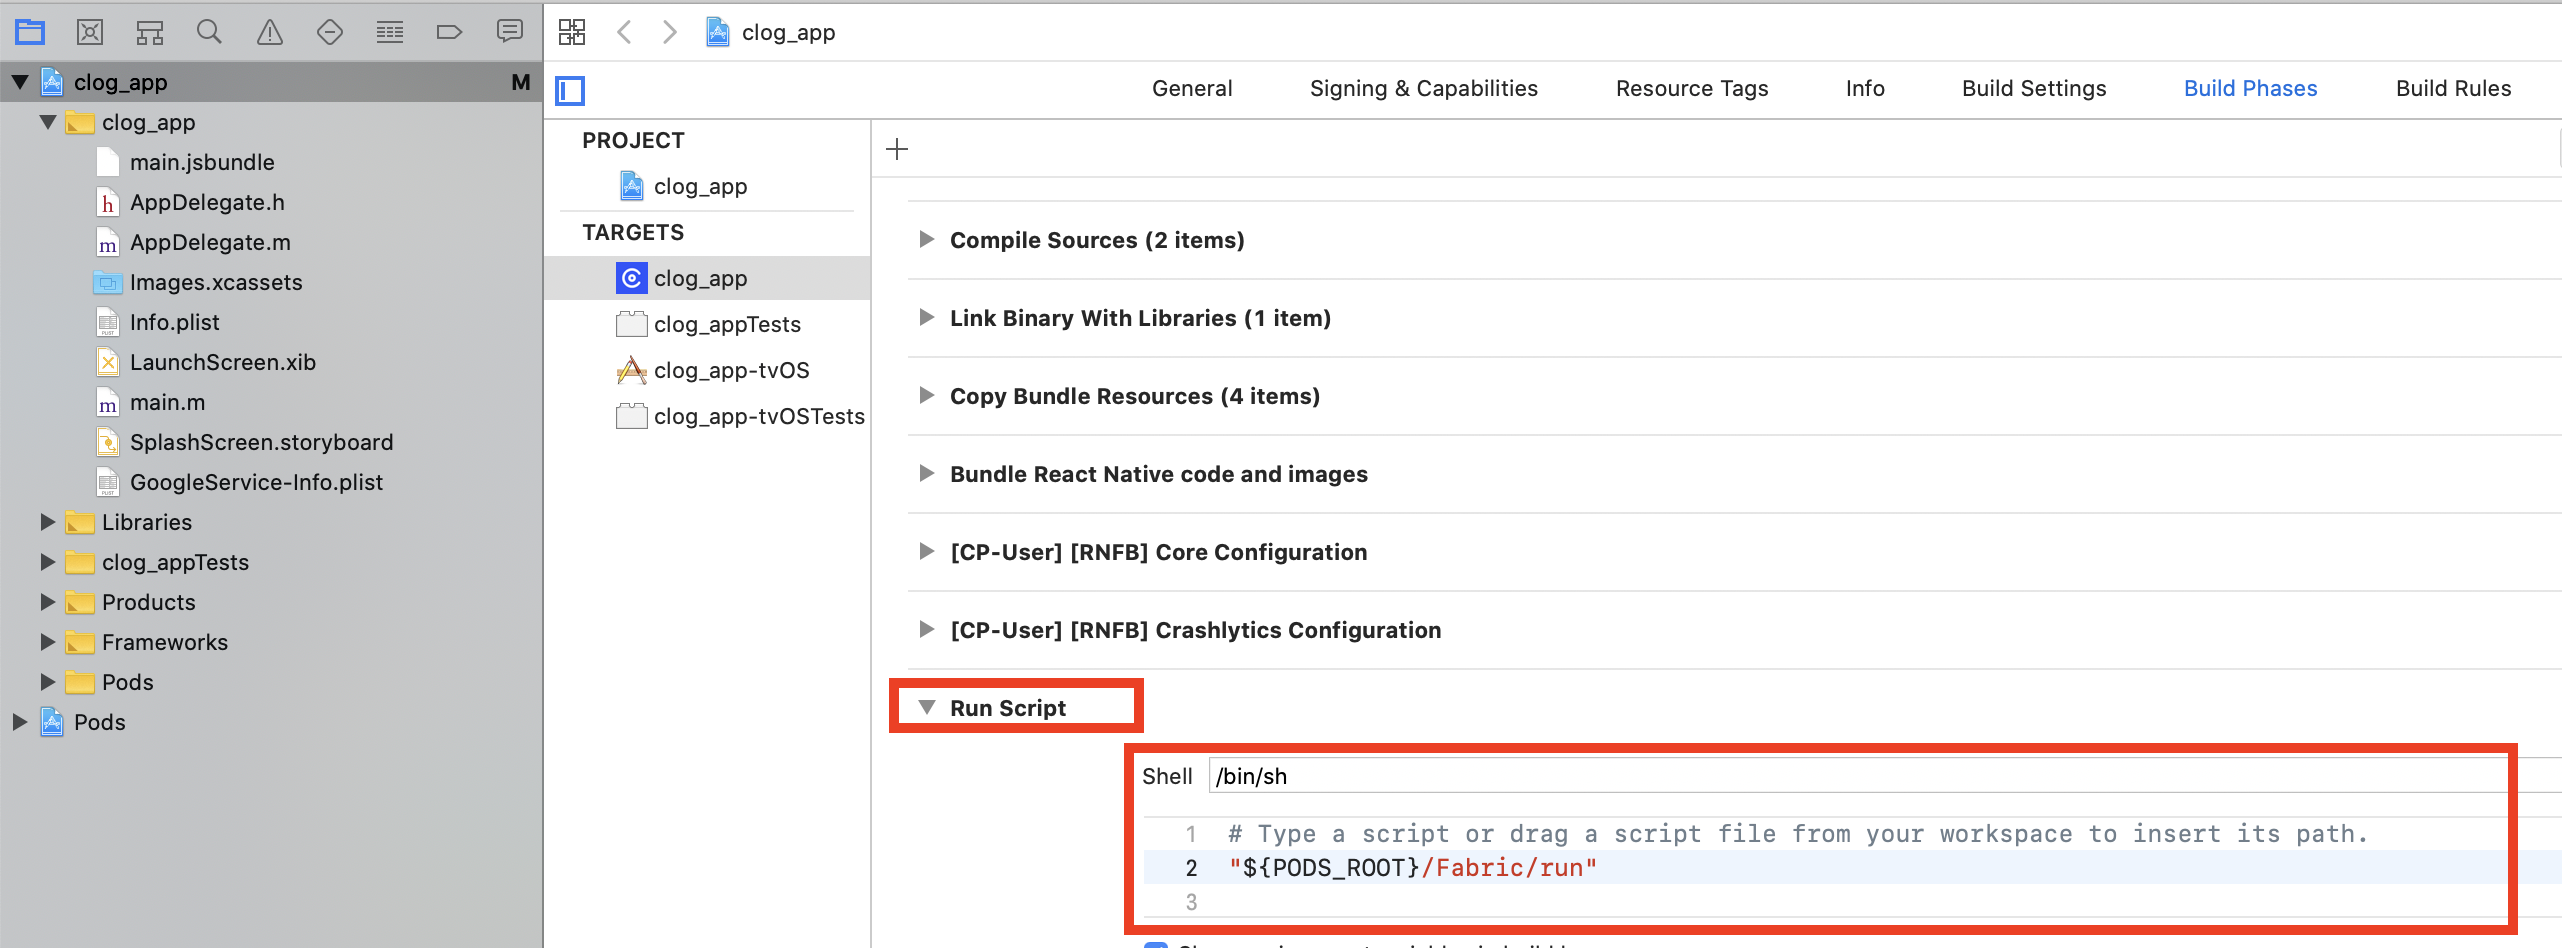 clog_app
M
clog_app
main.jsbundle
AppDelegate.h
AppDelegate.m
Images.xcassets
Info.plist
LaunchScreen.xib
main.m
SplashScreen.storyboard
GoogleService-Info.plist
Libraries
clog_appTests
Products
Frameworks
Pods
Pods
clog_app
General
Signing & Capabilities
Resource Tags
Info
Build Settings
Build Phases
Build Rules
PROJECT
clog_app
TARGETS
clog_app
clog_appTests
clog_app-tvOS
clog_app-tvOSTests
Compile Sources (2 items)
Link Binary With Libraries (1 item)
Copy Bundle Resources (4 items)
Bundle React Native code and images
[CP-User] [RNFB] Core Configuration
[CP-User] [RNFB] Crashlytics Configuration
Run Script
Shell /bin/sh
1 # Type a script or drag a script file from your workspace to insert its path.
2 "${PODS_ROOT}/Fabric/run"
3